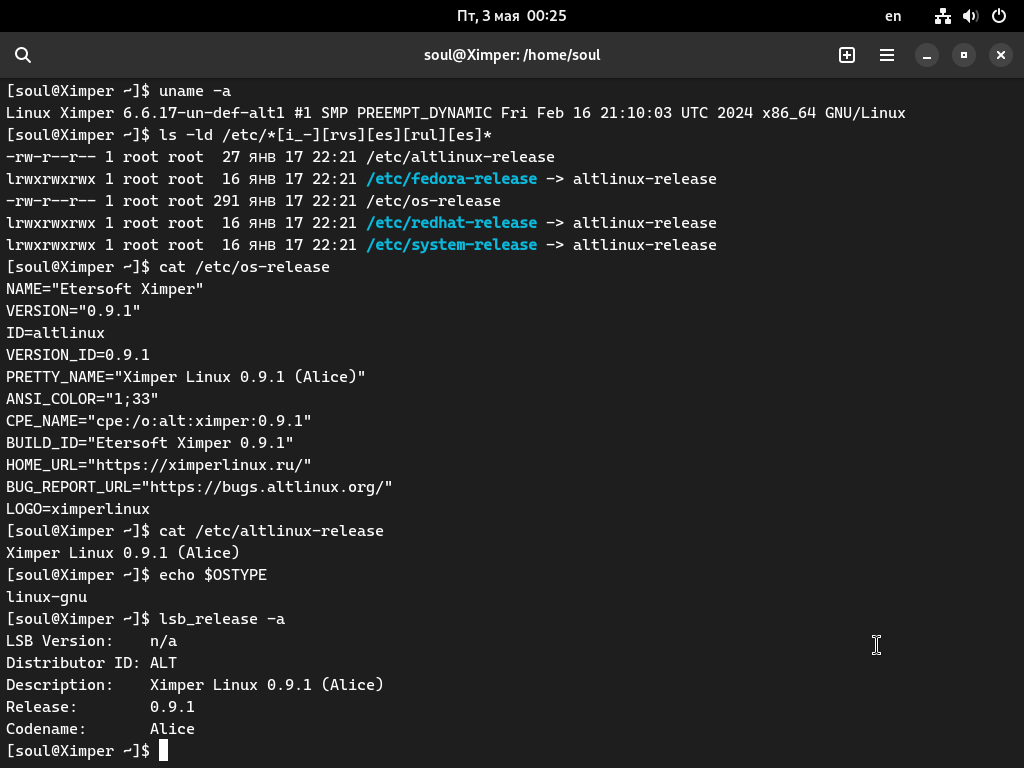 Пт, 3 мая 00:25
en
soul@Ximper: /home/soul
[soul@Ximper ~]$ uname -a
Linux Ximper 6.6.17-un-def-alt1 #1 SMP PREEMPT_DYNAMIC Fri Feb 16 21:10:03 UTC 2024 x86_64 GNU/Linux
[soul@Ximper ~]$ ls -ld /etc/*[i_-][rvs][es][rul][es]*
-rw-r--r-- 1 root root  27 янв 17 22:21 /etc/altlinux-release
lrwxrwxrwx 1 root root  16 янв 17 22:21 /etc/fedora-release -> altlinux-release
-rw-r--r-- 1 root root 291 янв 17 22:21 /etc/os-release
lrwxrwxrwx 1 root root  16 янв 17 22:21 /etc/redhat-release -> altlinux-release
lrwxrwxrwx 1 root root  16 янв 17 22:21 /etc/system-release -> altlinux-release
[soul@Ximper ~]$ cat /etc/os-release
NAME="Etersoft Ximper"
VERSION="0.9.1"
ID=altlinux
VERSION_ID=0.9.1
PRETTY_NAME="Ximper Linux 0.9.1 (Alice)"
ANSI_COLOR="1;33"
CPE_NAME="cpe:/o:alt:ximper:0.9.1"
BUILD_ID="Etersoft Ximper 0.9.1"
HOME_URL="https://ximperlinux.ru/"
BUG_REPORT_URL="https://bugs.altlinux.org/"
LOGO=ximperlinux
[soul@Ximper ~]$ cat /etc/altlinux-release
Ximper Linux 0.9.1 (Alice)
[soul@Ximper ~]$ echo $OSTYPE
linux-gnu
[soul@Ximper ~]$ lsb_release -a
LSB Version:    n/a
Distributor ID: ALT
Description:    Ximper Linux 0.9.1 (Alice)
Release:        0.9.1
Codename:       Alice
[soul@Ximper ~]$